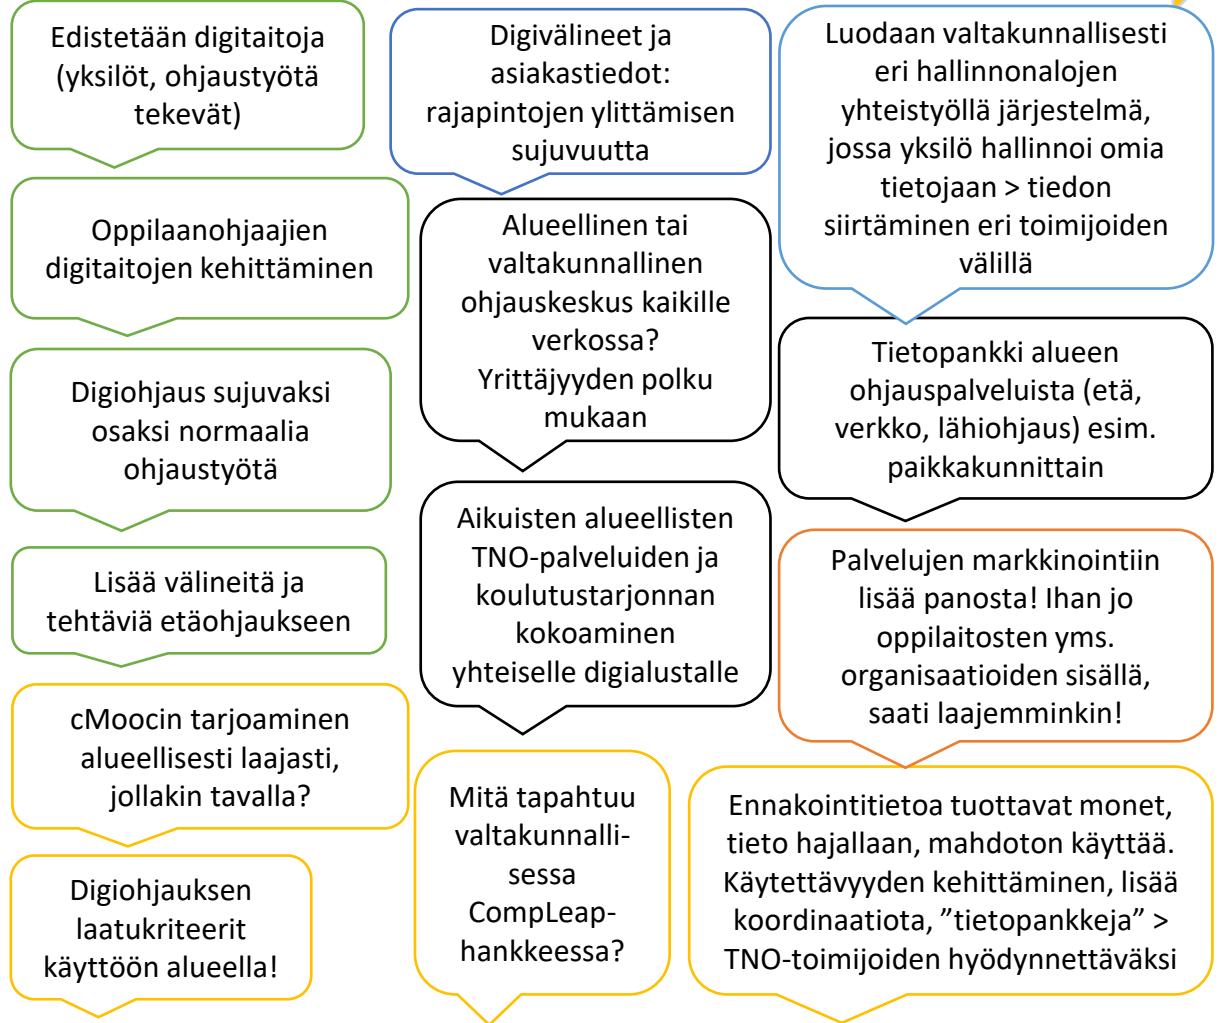 Edistetään digitaitoja
(yksilöt, ohjaustyötä
tekevät)
Oppilaanohjaajien
digitaitojen kehittäminen
Digiohjaus sujuvaksi
osaksi normaalia
ohjaustyötä
Lisää välineitä ja
tehtäviä etäohjaukseen
cMoocin tarjoaminen
alueellisesti laajasti,
jollakin tavalla?
Digiohjauksen
laatukriteerit
käyttöön alueella!
Digivälineet ja
asiakastiedot:
rajapintojen ylittämisen
sujuvuutta
Alueellinen tai
valtakunnallinen
ohjauskeskus kaikille
verkossa?
Yrittäjyyden polku
mukaan
Aikuisten alueellisten
TNO-palveluiden ja
koulutustarjonnan
kokoaminen
yhteiselle digialustalle
Mitä tapahtuu
valtakunnalli-
sessa
CompLeap-
hankkeessa?
Luodaan valtakunnallisesti
eri hallinnonalojen
yhteistyöllä järjestelmä,
jossa yksilö hallinnoi omia
tietojaan > tiedon
siirtäminen eri toimijoiden
välillä
Tietopankki alueen
ohjauspalveluista (etä,
verkko, lähiohjaus) esim.
paikkakunnittain
Palvelujen markkinointiin
lisää panosta! Ihan jo
oppilaitosten yms.
organisaatioiden sisällä,
saati laajemminkin!
Ennakointitietoa tuottavat monet,
tieto hajallaan, mahdoton käyttää.
Käytettävyyden kehittäminen, lisää
koordinaatiota, ”tietopankkeja” >
TNO-toimijoiden hyödynnettäväksi